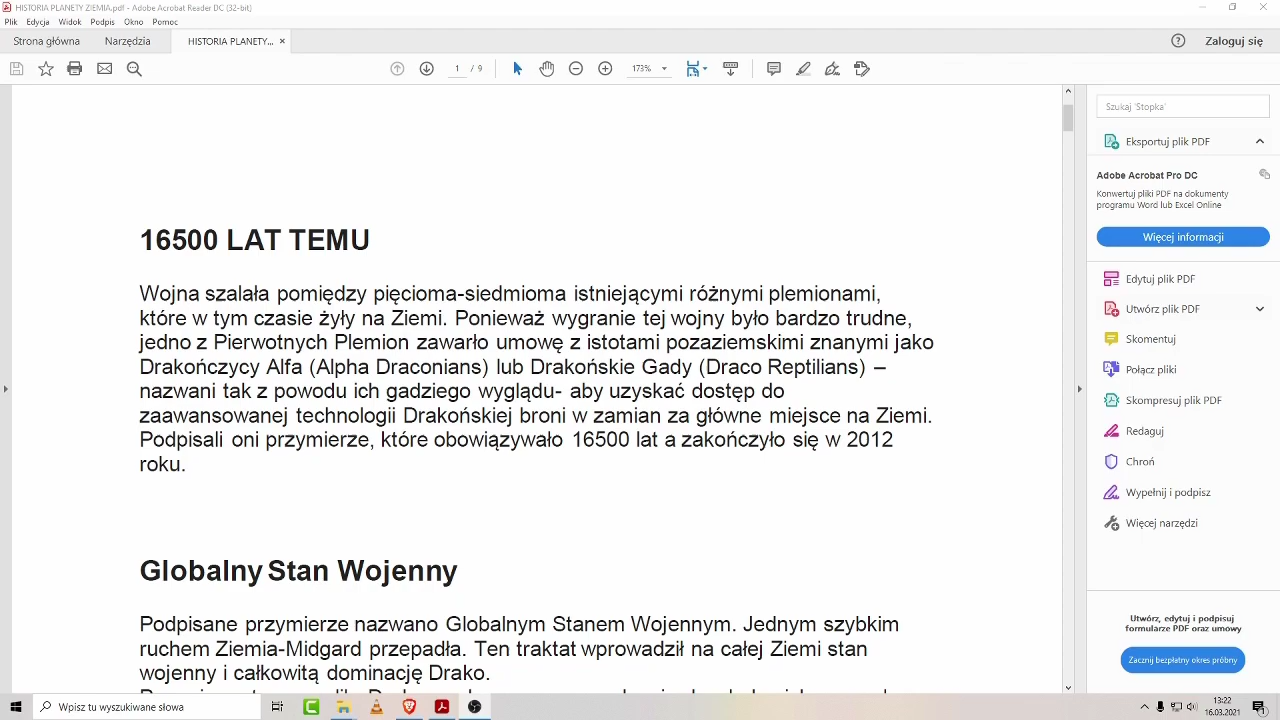 HISTORIA PLANETY ZIEMIA.pdf - Adobe Acrobat Reader DC (32-bit)
Plik Edycja Widok Podpis Okno Pomoc
Strona główna Narzędzia HISTORIA PLANETY... × Zaloguj się
1 / 9 173%
Szukaj 'Stopka'
Eksportuj plik PDF
Adobe Acrobat Pro DC
Konwertuj pliki PDF na dokumenty
programu Word lub Excel Online
Więcej informacji
Edytuj plik PDF
Utwórz plik PDF
Skomentuj
Połącz pliki
Skompresuj plik PDF
Redaguj
Chroń
Wypełnij i podpisz
Więcej narzędzi
Utwórz, edytuj i podpisuj
formularze PDF oraz umowy
Zacznij bezpłatny okres próbny
16500 LAT TEMU
Wojna szalała pomiędzy pięcioma-siedmioma istniejącymi różnymi plemionami,
które w tym czasie żyły na Ziemi. Ponieważ wygranie tej wojny było bardzo trudne,
jedno z Pierwotnych Plemion zawarło umowę z istotami pozaziemskimi znanymi jako
Drakończycy Alfa (Alpha Draconians) lub Drakońskie Gady (Draco Reptilians) –
nazwani tak z powodu ich gadziego wyglądu- aby uzyskać dostęp do
zaawansowanej technologii Drakońskiej broni w zamian za główne miejsce na Ziemi.
Podpisali oni przymierze, które obowiązywało 16500 lat a zakończyło się w 2012
roku.
Globalny Stan Wojenny
Podpisane przymierze nazwano Globalnym Stanem Wojennym. Jednym szybkim
ruchem Ziemia-Midgard przepadła. Ten traktat wprowadził na całej Ziemi stan
wojenny i całkowitą dominację Drako.
Wpisz tu wyszukiwane słowa
13:22
16.03.2021